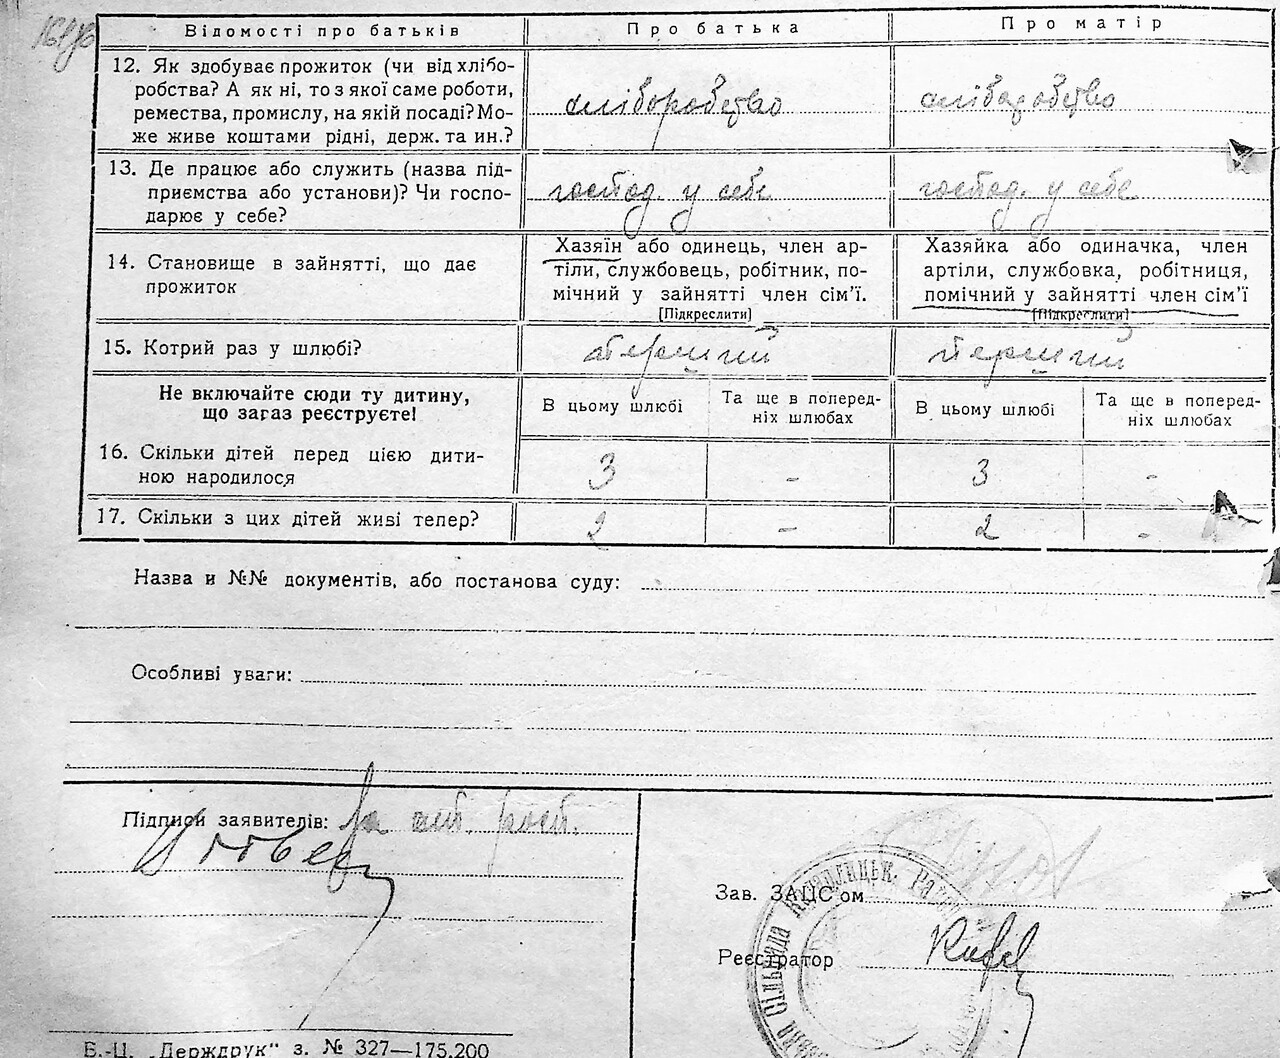 Відомості про батьків Про батька Про матір
12. Як здобуває прожиток (чи від хлібо-
робства? А як ні, то з якої саме роботи,
ремества, промислу, на якій посаді? Мо-
же живе коштами рідні, держ. та ин.?
хліборобство хліборобство
13. Де працює або служить (назва під-
приємства або установи)? Чи госпо-
дарює у себе?
господ. у себе господ. у себе
14. Становище в зайнятті, що дає
прожиток
Хазяїн або одинець, член ар-
тіли, службовець, робітник, по-
мічний у зайнятті член сім'ї.
[Підкреслити]
Хазяйка або одиначка, член
артіли, службовка, робітниця,
помічний у зайнятті член сім'ї
[Підкреслити]
15. Котрий раз у шлюбі? перший перший
Не включайте сюди ту дитину,
що зараз реєструєте!
В цьому шлюбі Та ще в поперед-
ніх шлюбах
В цьому шлюбі Та ще в поперед-
ніх шлюбах
16. Скільки дітей перед цією дити-
ною народилося
3 - 3 -
17. Скільки з цих дітей живі тепер? 2 - 2 -
Назва и №№ документів, або постанова суду:
Особливі уваги:
Підписи заявителів:
Зав. ЗАЦС'ом
Реєстратор
Б.-Ц. „Держдрук" з. № 327—175.200